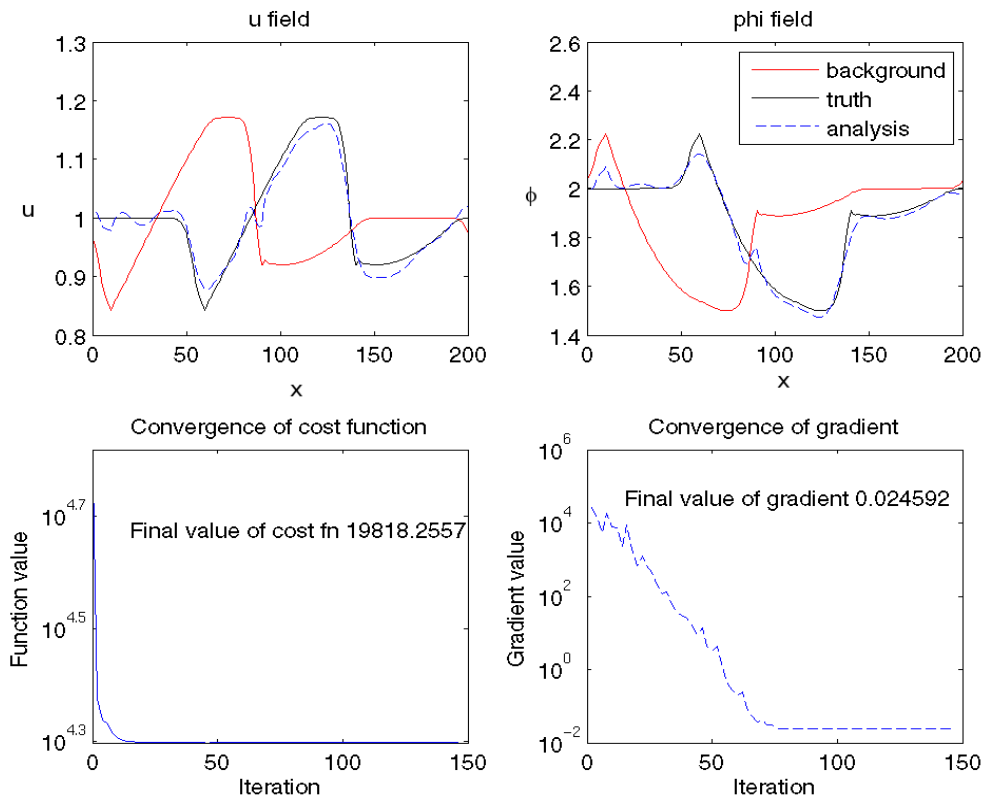 u field
1.3
1.2
1.1
1
0.9
0.8
u
0
50
100
150
200
x
phi field
2.6
2.4
2.2
2
1.8
1.6
1.4
ϕ
background
truth
analysis
0
50
100
150
200
x
Convergence of cost function
10^4.7
10^4.5
10^4.3
Function value
Final value of cost fn 19818.2557
0
50
100
150
Iteration
Convergence of gradient
10^6
10^4
10^2
10^0
10^-2
Gradient value
Final value of gradient 0.024592
0
50
100
150
Iteration